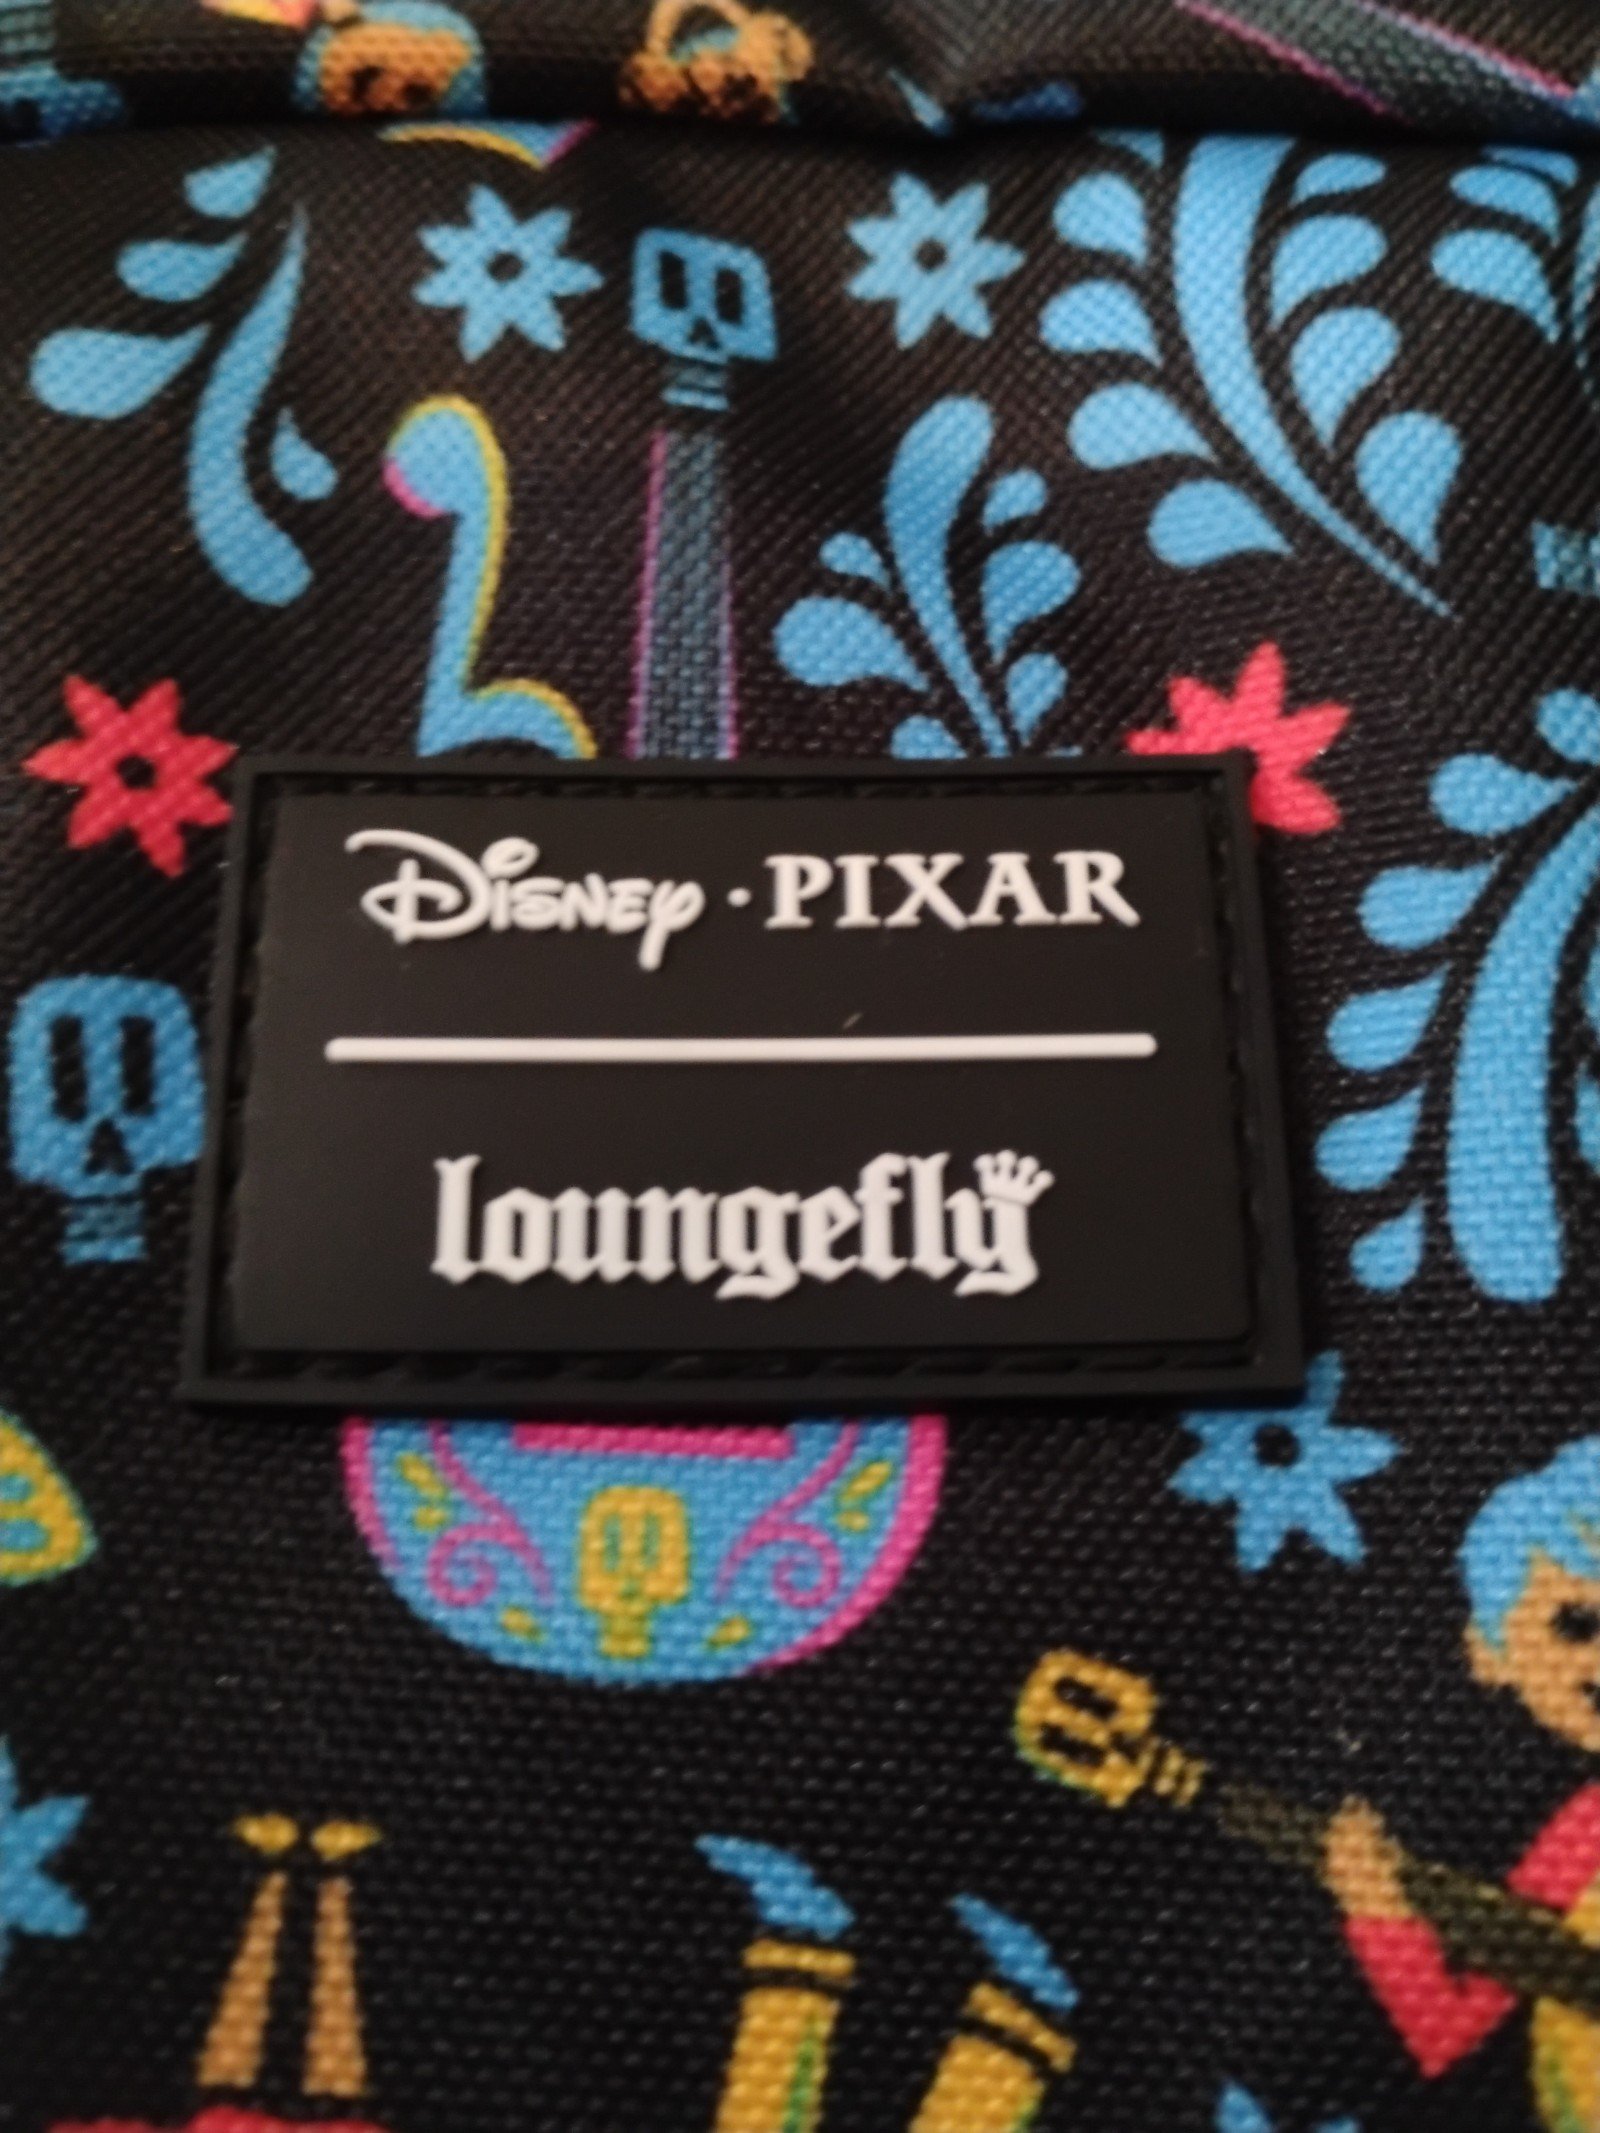 Disney · PIXAR
loungefly